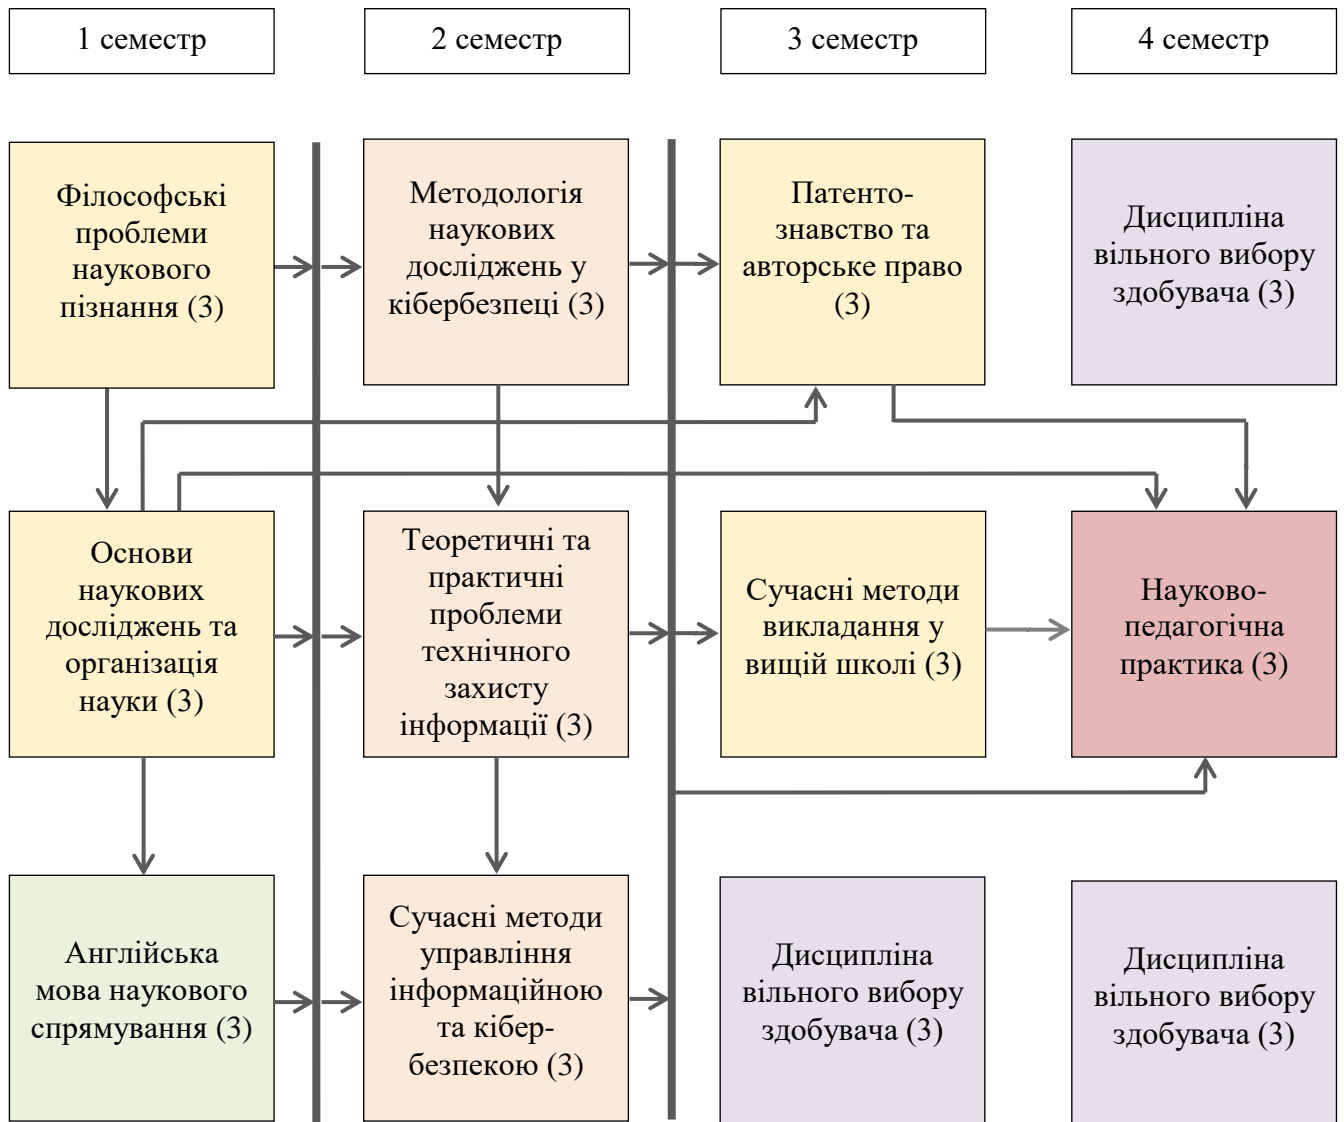 1 семестр
2 семестр
3 семестр
4 семестр
Філософські
проблеми
наукового
пізнання (3)
Методологія
наукових
досліджень у
кібербезпеці (3)
Патенто-
знавство та
авторське право
(3)
Дисципліна
вільного вибору
здобувача (3)
Основи
наукових
досліджень та
організація
науки (3)
Теоретичні та
практичні
проблеми
технічного
захисту
інформації (3)
Сучасні методи
викладання у
вищій школі (3)
Науково-
педагогічна
практика (3)
Англійська
мова наукового
спрямування (3)
Сучасні методи
управління
інформаційною
та кібер-
безпекою (3)
Дисципліна
вільного вибору
здобувача (3)
Дисципліна
вільного вибору
здобувача (3)